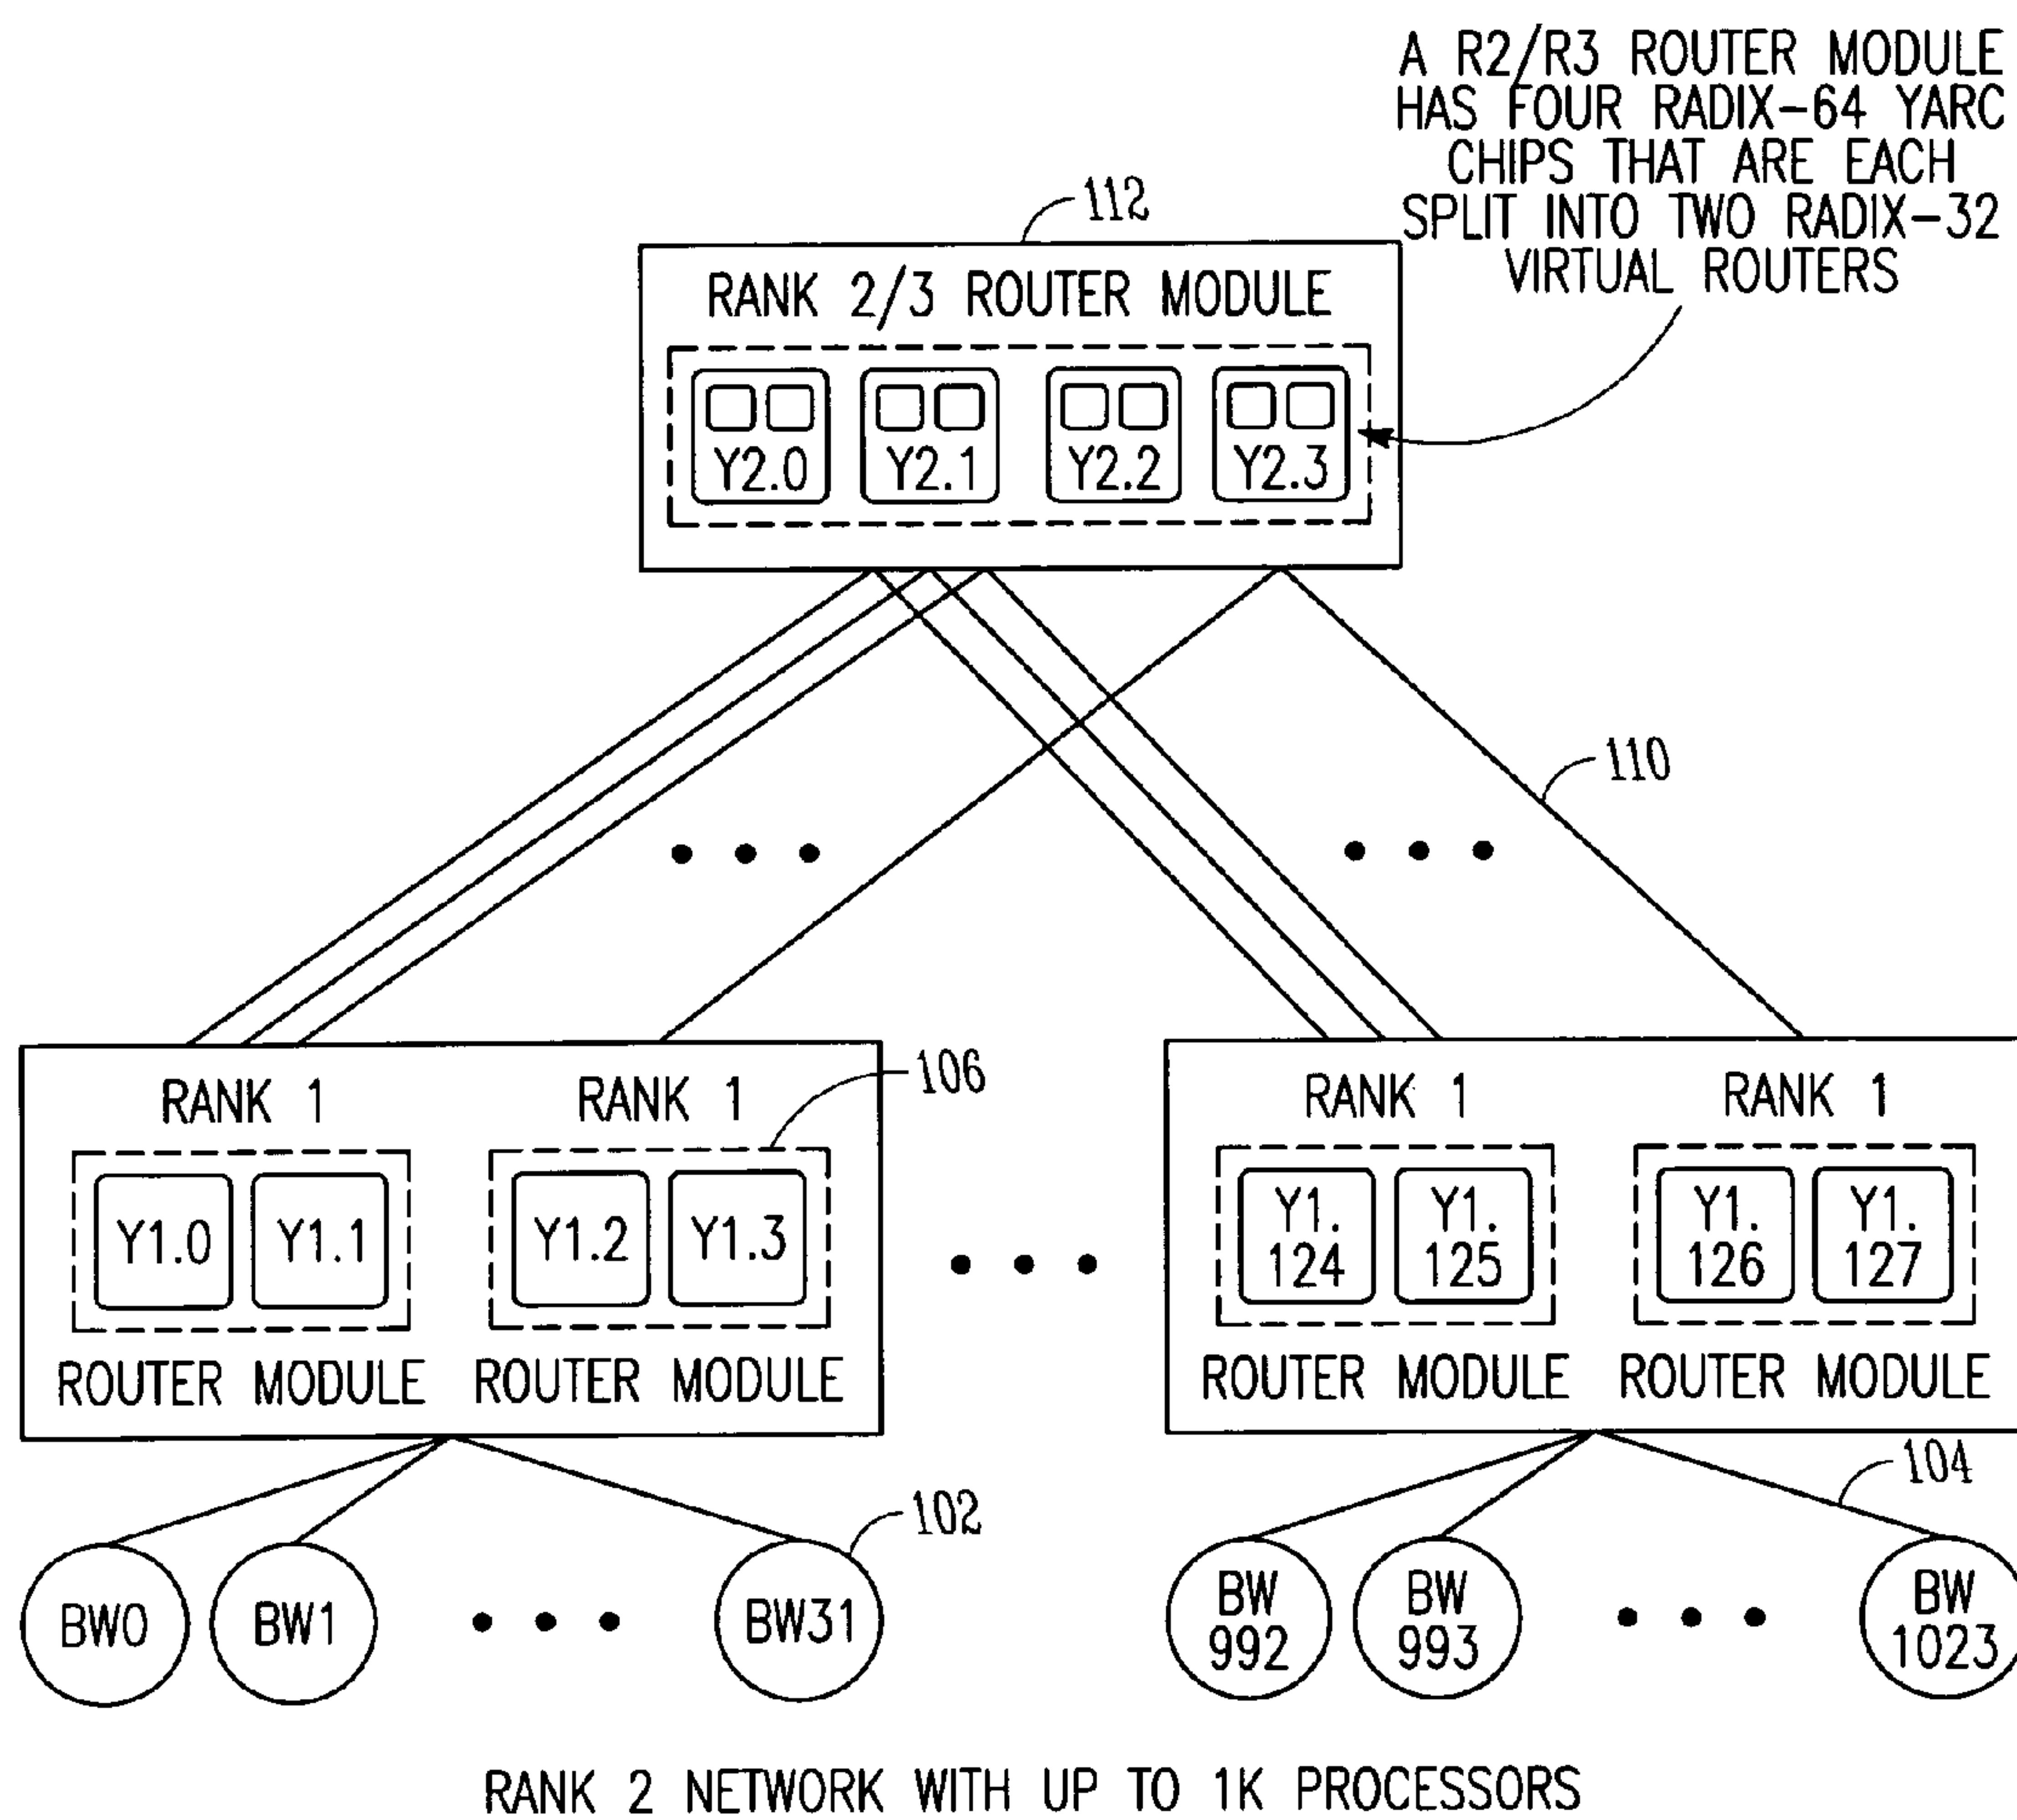 A R2/R3 ROUTER MODULE
HAS FOUR RADIX-64 YARC
CHIPS THAT ARE EACH
SPLIT INTO TWO RADIX-32
VIRTUAL ROUTERS
112
RANK 2/3 ROUTER MODULE
Y2.0 Y2.1 Y2.2 Y2.3
110
RANK 1 RANK 1 106 RANK 1 RANK 1
Y1.0 Y1.1 Y1.2 Y1.3
Y1. Y1. Y1. Y1.
124 125 126 127
ROUTER MODULE ROUTER MODULE ROUTER MODULE ROUTER MODULE
104
102
BW0 BW1 BW31
BW BW BW
992 993 1023
RANK 2 NETWORK WITH UP TO 1K PROCESSORS